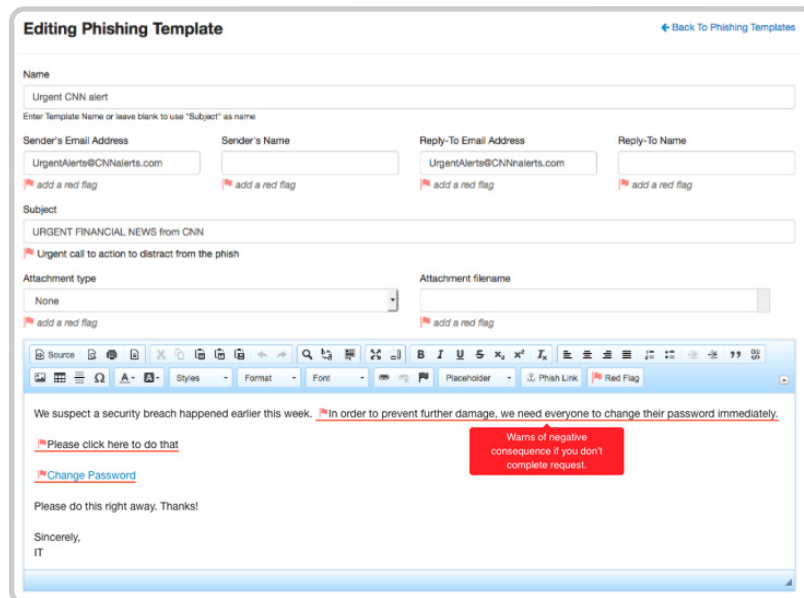 Editing Phishing Template
Back To Phishing Templates
Name
Urgent CNN alert
Enter Template Name or leave blank to use "Subject" as name
Sender's Email Address
Sender's Name
Reply-To Email Address
Reply-To Name
UrgentAlerts@CNNalerts.com
UrgentAlerts@CNNnalerts.com
add a red flag
add a red flag
add a red flag
add a red flag
Subject
URGENT FINANCIAL NEWS from CNN
Urgent call to action to distract from the phish
Attachment type
Attachment filename
None
add a red flag
add a red flag
Source
B I U S x₂ x² Tx
Ω A A Styles Format Font Placeholder Phish Link Red Flag
We suspect a security breach happened earlier this week. In order to prevent further damage, we need everyone to change their password immediately.
Warns of negative
consequence if you don't
complete request.
Please click here to do that
Change Password
Please do this right away. Thanks!
Sincerely,
IT